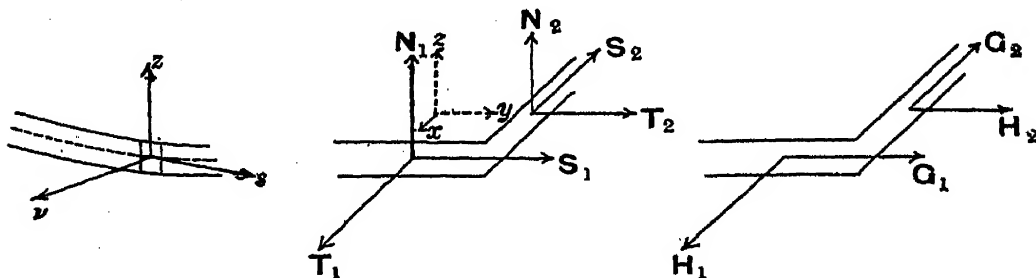 z
ν
s
N₁
z
x
y
S₁
T₁
N₂
S₂
T₂
G₂
H₂
G₁
H₁